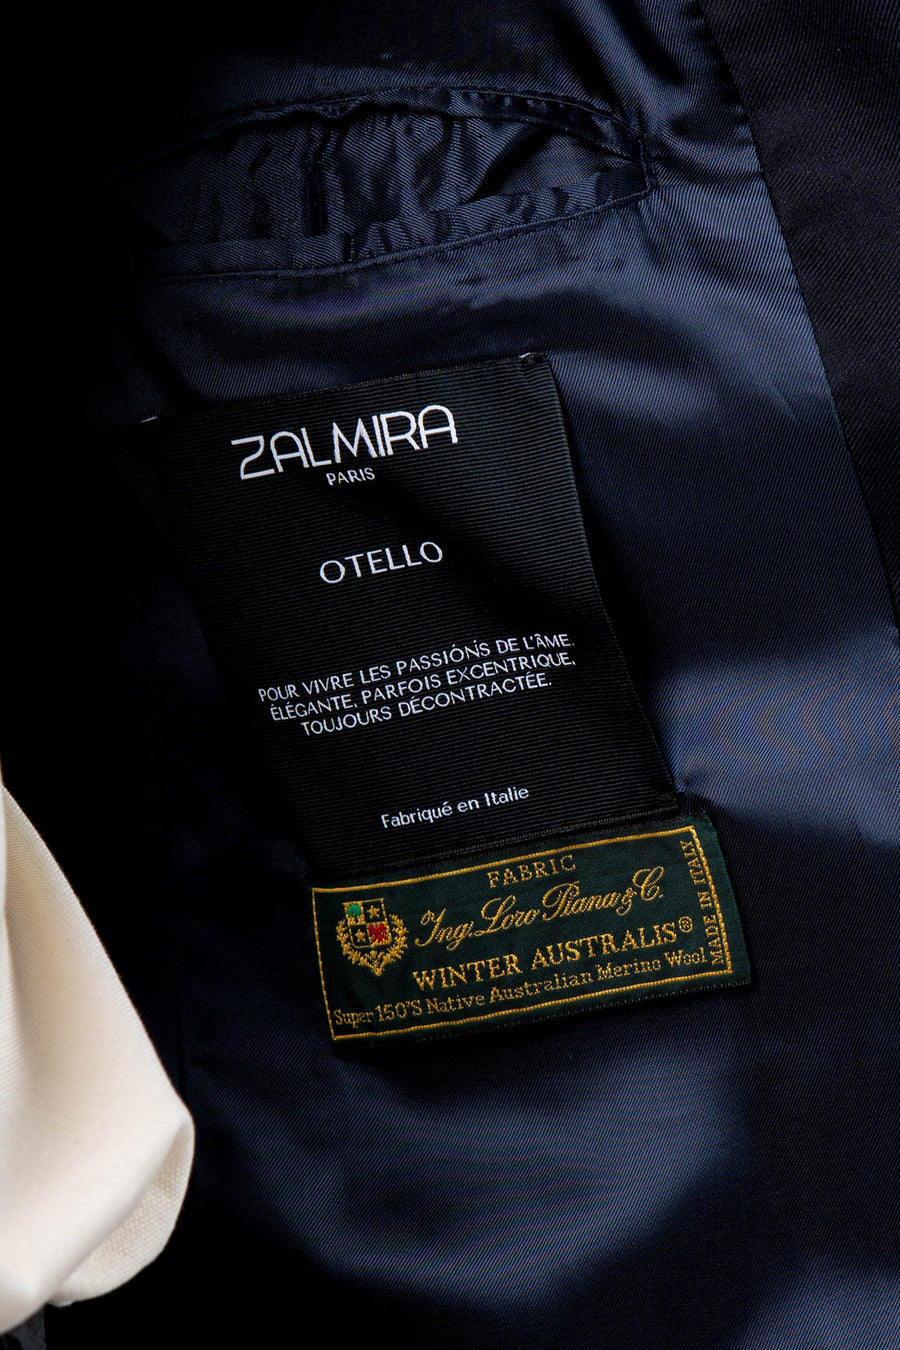 ZALMIRA
PARIS
OTELLO
POUR VIVRE LES PASSIONS DE L'ÂME.
ÉLÉGANTE, PARFOIS EXCENTRIQUE,
TOUJOURS DÉCONTRACTÉE.
Fabriqué en Italie
FABRIC
Ing. Loro Piana & C.
WINTER AUSTRALIS®
Super 150'S Native Australian Merino Wool
MADE IN ITALY